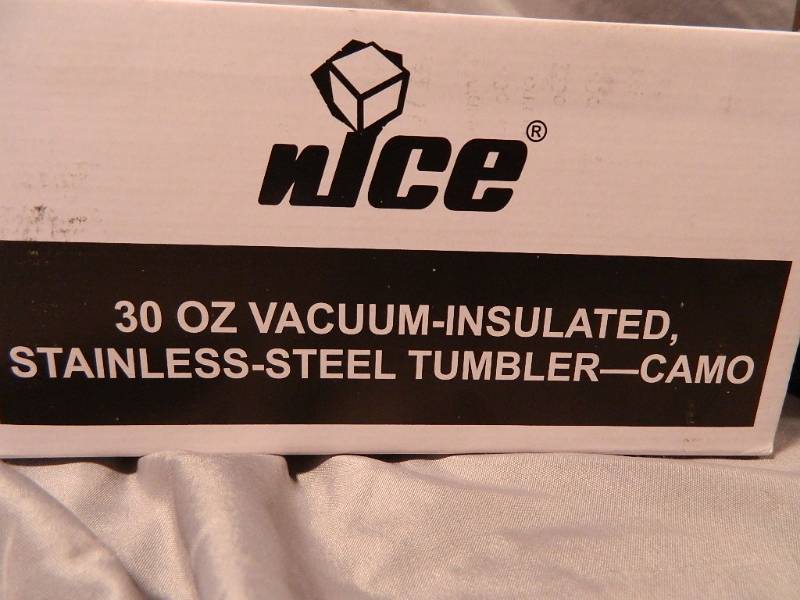 nice®
30 OZ VACUUM-INSULATED,
STAINLESS-STEEL TUMBLER—CAMO